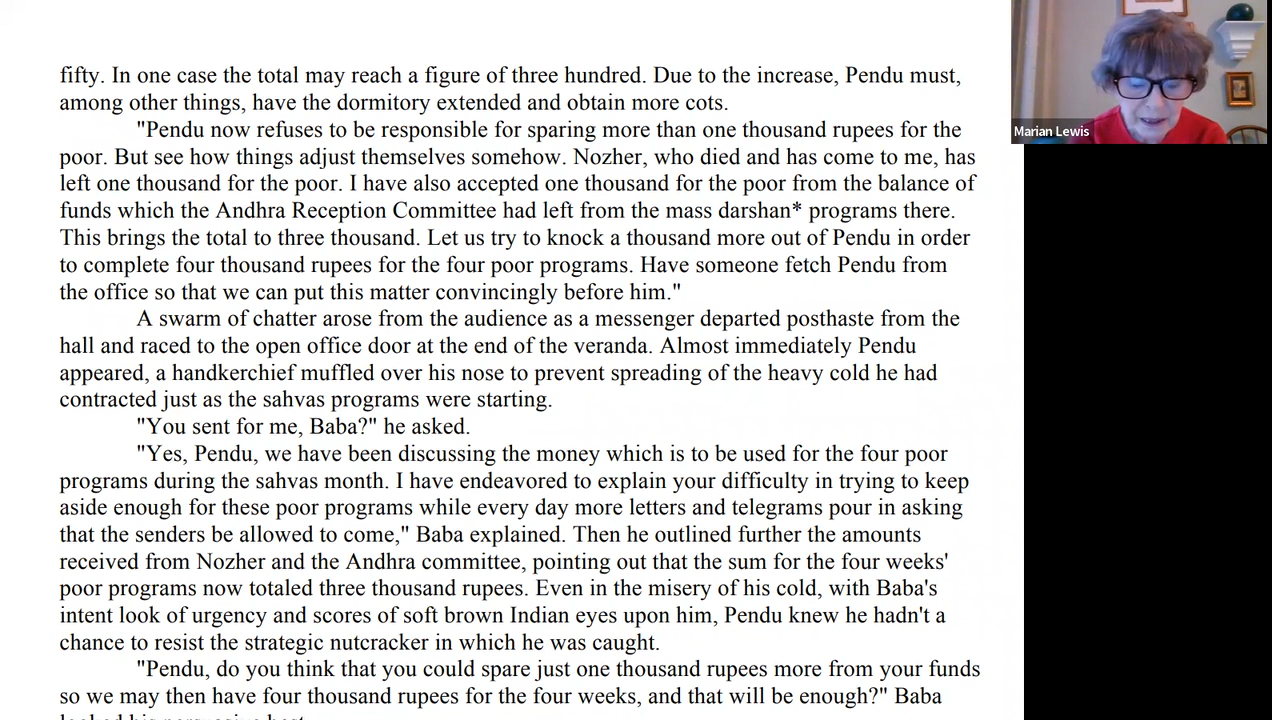 fifty. In one case the total may reach a figure of three hundred. Due to the increase, Pendu must,
among other things, have the dormitory extended and obtain more cots.
"Pendu now refuses to be responsible for sparing more than one thousand rupees for the
poor. But see how things adjust themselves somehow. Nozher, who died and has come to me, has
left one thousand for the poor. I have also accepted one thousand for the poor from the balance of
funds which the Andhra Reception Committee had left from the mass darshan* programs there.
This brings the total to three thousand. Let us try to knock a thousand more out of Pendu in order
to complete four thousand rupees for the four poor programs. Have someone fetch Pendu from
the office so that we can put this matter convincingly before him."
A swarm of chatter arose from the audience as a messenger departed posthaste from the
hall and raced to the open office door at the end of the veranda. Almost immediately Pendu
appeared, a handkerchief muffled over his nose to prevent spreading of the heavy cold he had
contracted just as the sahvas programs were starting.
"You sent for me, Baba?" he asked.
"Yes, Pendu, we have been discussing the money which is to be used for the four poor
programs during the sahvas month. I have endeavored to explain your difficulty in trying to keep
aside enough for these poor programs while every day more letters and telegrams pour in asking
that the senders be allowed to come," Baba explained. Then he outlined further the amounts
received from Nozher and the Andhra committee, pointing out that the sum for the four weeks'
poor programs now totaled three thousand rupees. Even in the misery of his cold, with Baba's
intent look of urgency and scores of soft brown Indian eyes upon him, Pendu knew he hadn't a
chance to resist the strategic nutcracker in which he was caught.
"Pendu, do you think that you could spare just one thousand rupees more from your funds
so we may then have four thousand rupees for the four weeks, and that will be enough?" Baba
looked his persuasive best.
Marian Lewis